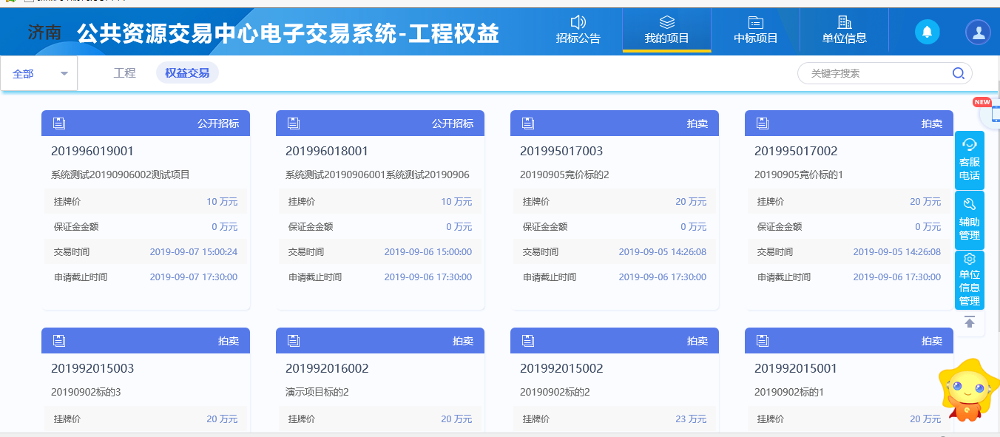 济南 公共资源交易中心电子交易系统-工程权益
招标公告
我的项目
中标项目
单位信息
全部
工程
权益交易
关键字搜索
NEW
公开招标
201996019001
系统测试20190906002测试项目
挂牌价 10 万元
保证金金额 0 万元
交易时间 2019-09-07 15:00:24
申请截止时间 2019-09-07 17:30:00
公开招标
201996018001
系统测试20190906001系统测试20190906
挂牌价 10 万元
保证金金额 0 万元
交易时间 2019-09-06 15:00:00
申请截止时间 2019-09-06 17:30:00
拍卖
201995017003
20190905竞价标的2
挂牌价 20 万元
保证金金额 0 万元
交易时间 2019-09-05 14:26:08
申请截止时间 2019-09-06 17:30:00
拍卖
201995017002
20190905竞价标的1
挂牌价 20 万元
保证金金额 0 万元
交易时间 2019-09-05 14:26:08
申请截止时间 2019-09-06 17:30:00
客服
电话
辅助
管理
单位
信息
管理
拍卖
201992015003
20190902标的3
挂牌价 20 万元
拍卖
201992016002
演示项目标的2
挂牌价 20 万元
拍卖
201992015002
20190902标的2
挂牌价 23 万元
拍卖
201992015001
20190902标的1
挂牌价 20 万元